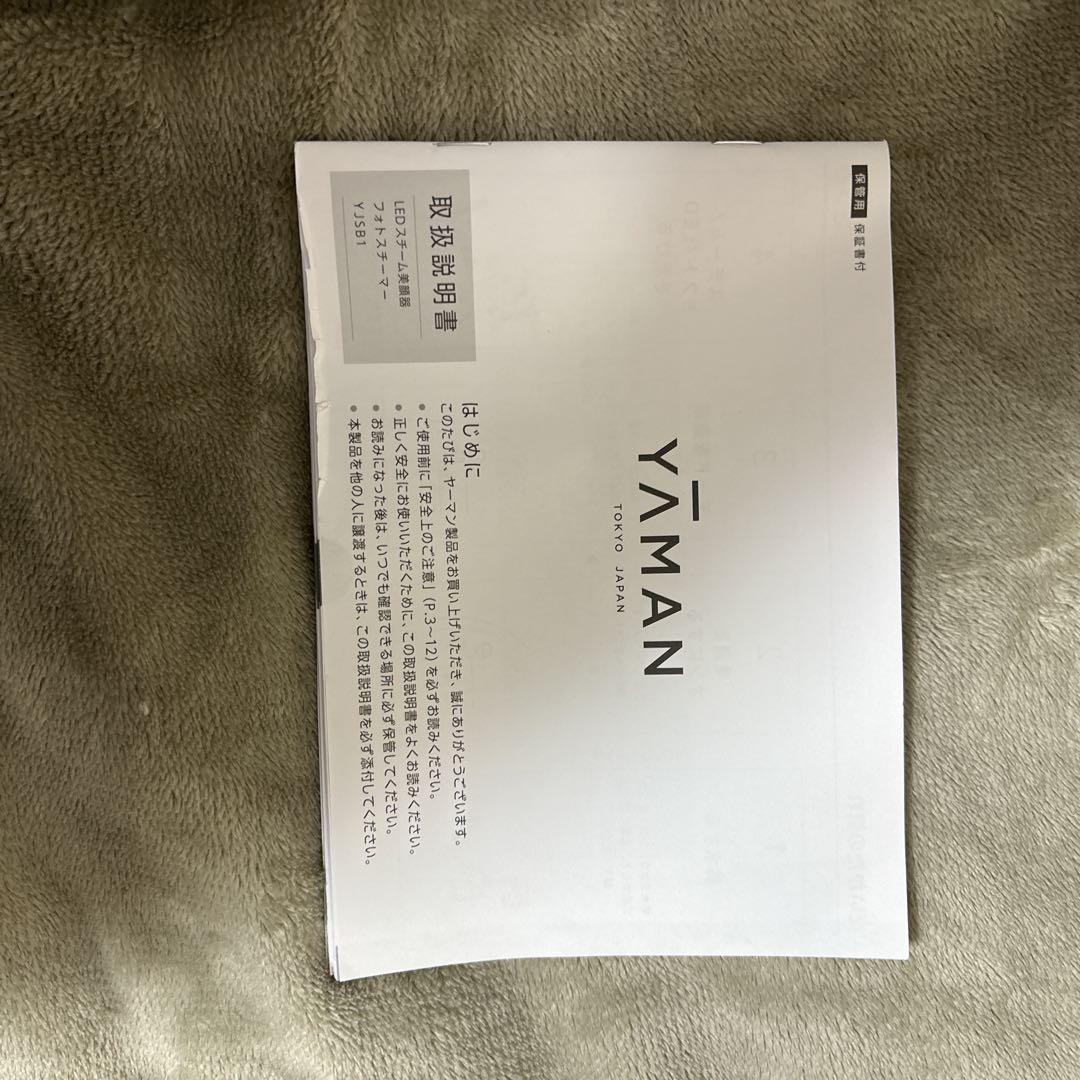 保管用 保証書付
YAMAN
TOKYO JAPAN
取扱説明書
LEDスチーム美顔器
フォトスチーマー
YJSB1
はじめに
このたびは、ヤーマン製品をお買い上げいただき、誠にありがとうございます。
● ご使用前に「安全上のご注意」(P.3〜12)を必ずお読みください。
● 正しく安全にお使いいただくために、この取扱説明書をよくお読みください。
● お読みになった後は、いつでも確認できる場所に必ず保管してください。
● 本製品を他の人に譲渡するときは、この取扱説明書を必ず添付してください。